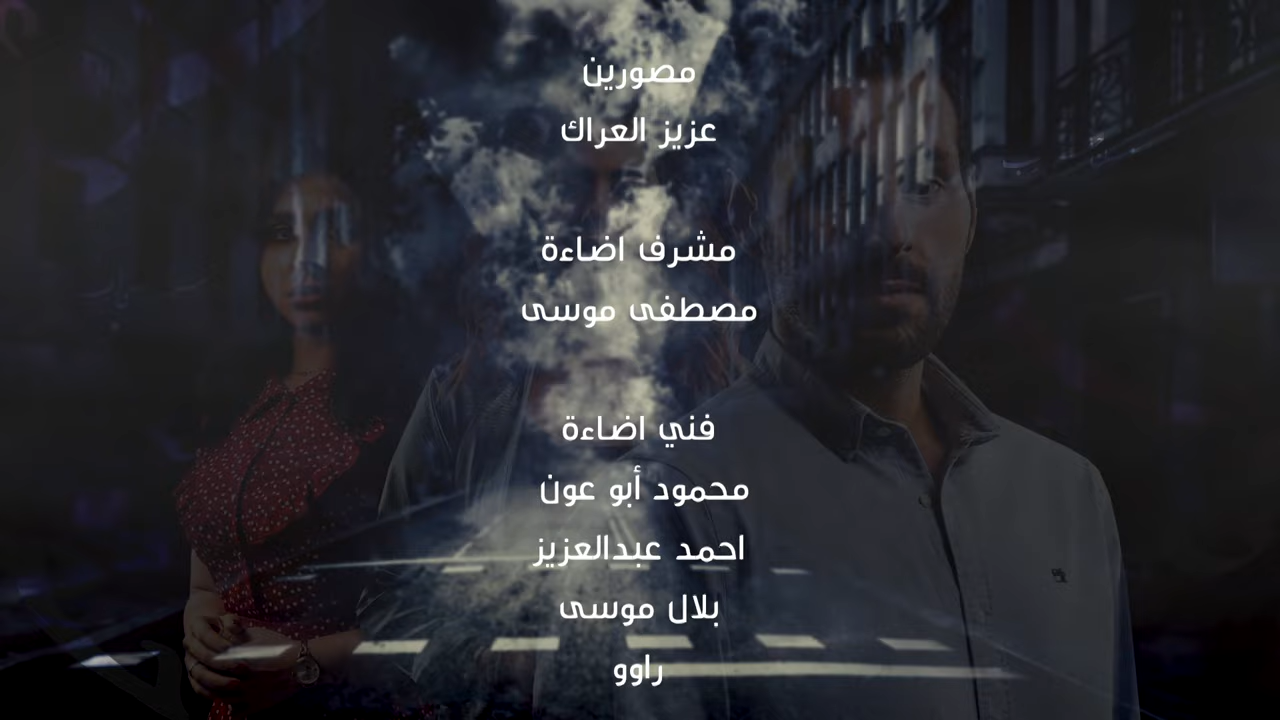 مصورين
عزيز العراك
مشرف اضاءة
مصطفى موسى
فني اضاءة
محمود أبو عون
احمد عبدالعزيز
بلال موسى
راوو